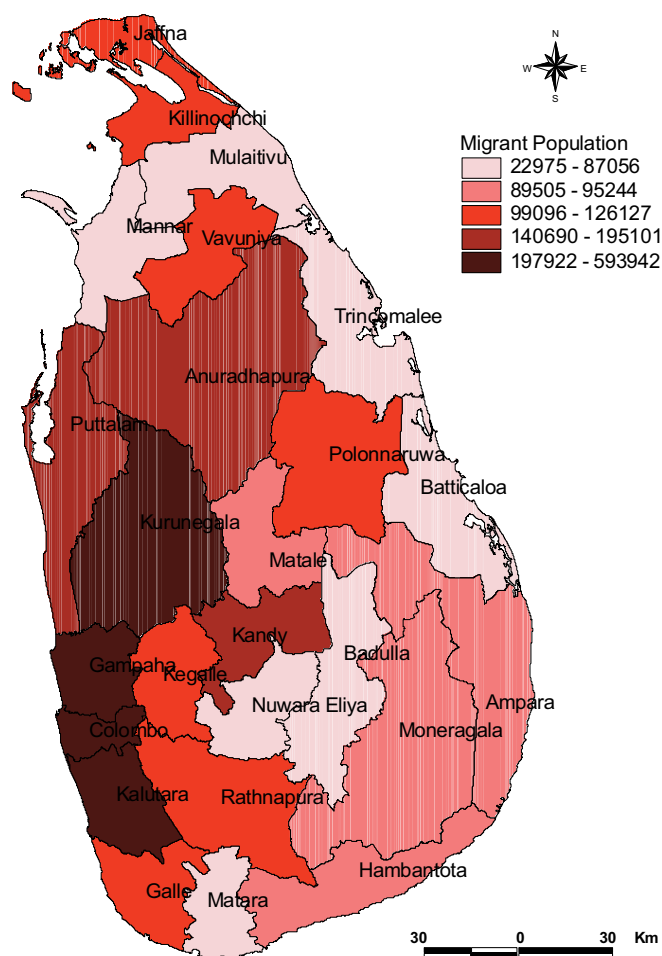 Jaffna
N
W E
S
Killinochchi
Migrant Population
22975 - 87056
89505 - 95244
99096 - 126127
140690 - 195101
197922 - 593942
Mulaitivu
Mannar
Vavuniya
Trincomalee
Anuradhapura
Puttalam
Polonnaruwa
Batticaloa
Kurunegala
Matale
Kandy
Gampaha
Kegalle
Badulla
Nuwara Eliya
Ampara
Colombo
Moneragala
Kalutara
Rathnapura
Hambantota
Galle
Matara
30 0 30 Km